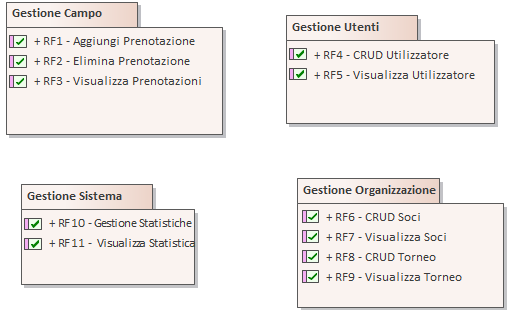 Gestione Campo
+ RF1 - Aggiungi Prenotazione
+ RF2 - Elimina Prenotazione
+ RF3 - Visualizza Prenotazioni
Gestione Utenti
+ RF4 - CRUD Utilizzatore
+ RF5 - Visualizza Utilizzatore
Gestione Sistema
+ RF10 - Gestione Statistiche
+ RF11 - Visualizza Statistica
Gestione Organizzazione
+ RF6 - CRUD Soci
+ RF7 - Visualizza Soci
+ RF8 - CRUD Torneo
+ RF9 - Visualizza Torneo